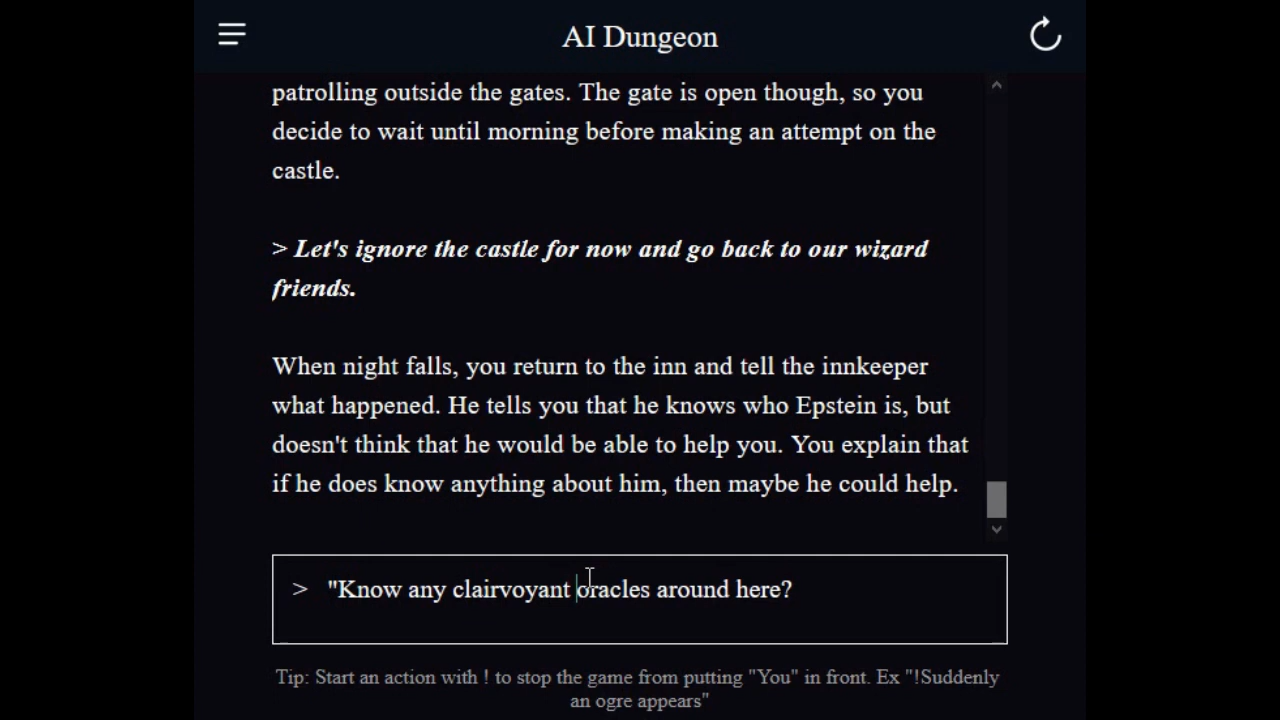 AI Dungeon
patrolling outside the gates. The gate is open though, so you
decide to wait until morning before making an attempt on the
castle.
> Let's ignore the castle for now and go back to our wizard
friends.
When night falls, you return to the inn and tell the innkeeper
what happened. He tells you that he knows who Epstein is, but
doesn't think that he would be able to help you. You explain that
if he does know anything about him, then maybe he could help.
> "Know any clairvoyant oracles around here?
Tip: Start an action with ! to stop the game from putting "You" in front. Ex "!Suddenly
an ogre appears"